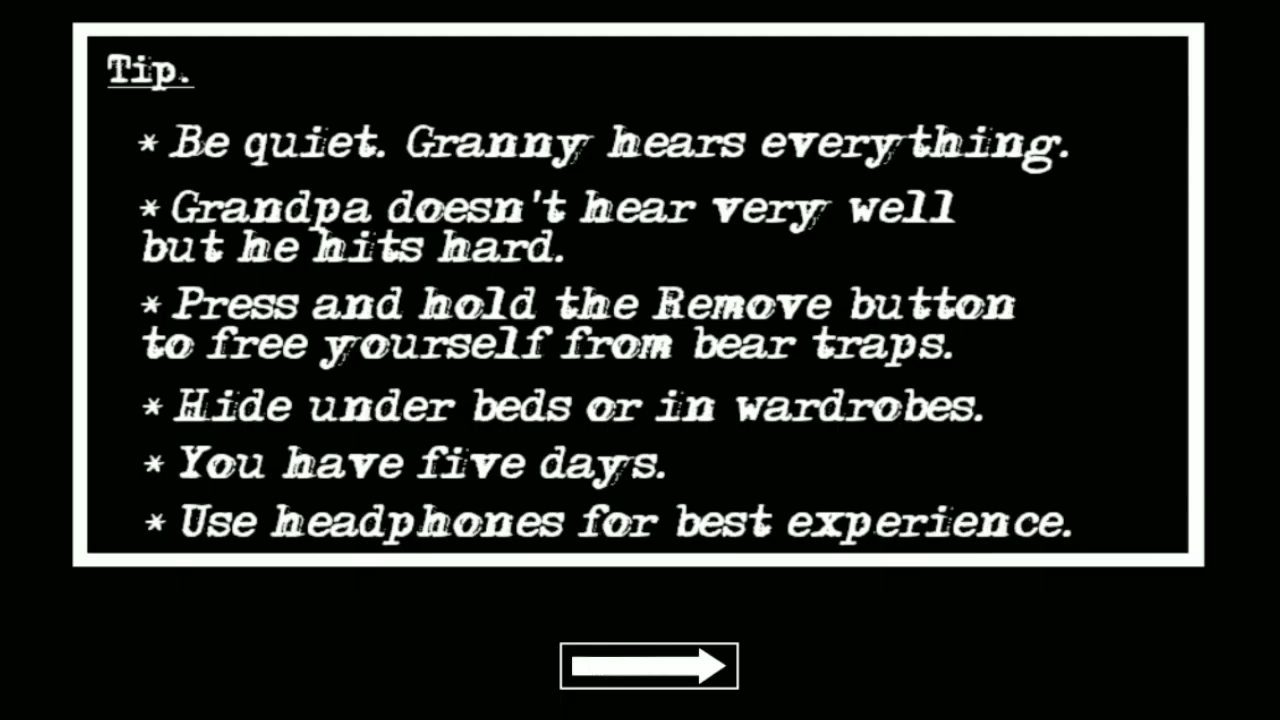 Tip.
* Be quiet. Granny hears everything.
* Grandpa doesn't hear very well
but he hits hard.
* Press and hold the Remove button
to free yourself from bear traps.
* Hide under beds or in wardrobes.
* You have five days.
* Use headphones for best experience.